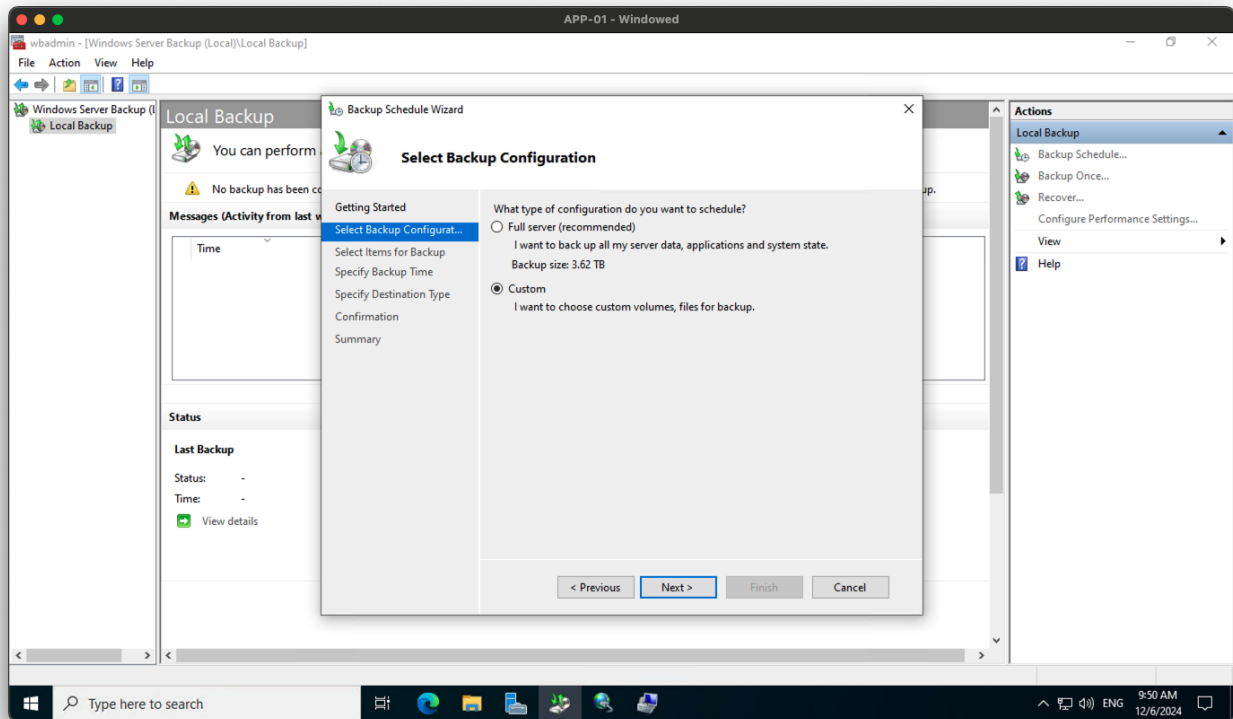 APP-01 - Windowed
wbadmin - [Windows Server Backup (Local)\Local Backup]
File Action View Help
Windows Server Backup (L
Local Backup
Local Backup
You can perform
No backup has been co
up.
Messages (Activity from last w
Time
Status
Last Backup
Status: -
Time: -
View details
Backup Schedule Wizard
Select Backup Configuration
Getting Started
Select Backup Configurat...
Select Items for Backup
Specify Backup Time
Specify Destination Type
Confirmation
Summary
What type of configuration do you want to schedule?
Full server (recommended)
I want to back up all my server data, applications and system state.
Backup size: 3.62 TB
Custom
I want to choose custom volumes, files for backup.
< Previous Next > Finish Cancel
Actions
Local Backup
Backup Schedule...
Backup Once...
Recover...
Configure Performance Settings...
View
Help
Type here to search
ENG
9:50 AM
12/6/2024